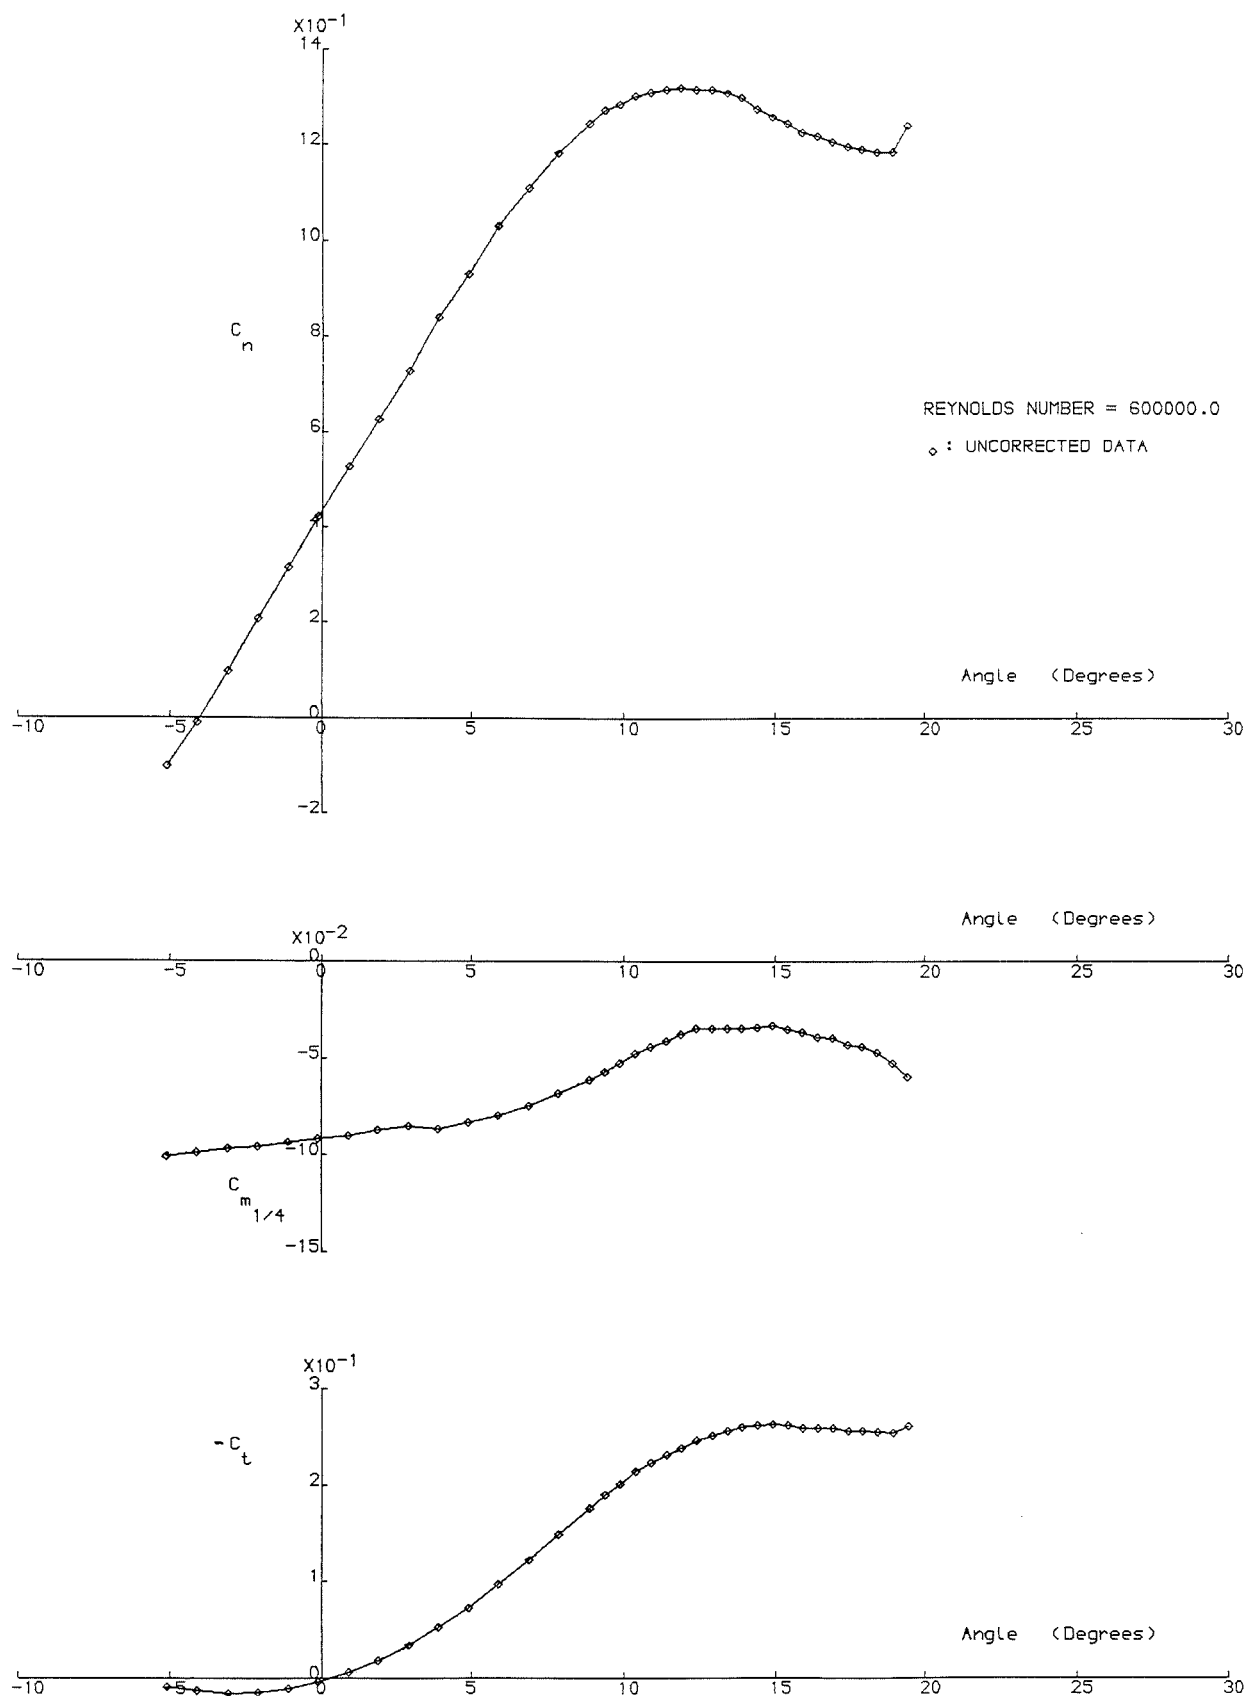 X10-1
14
12
10
8
C n
REYNOLDS NUMBER = 600000.0
6
◇ : UNCORRECTED DATA
4
2
Angle (Degrees)
0
-10 -5 0 5 10 15 20 25 30
-2
Angle (Degrees)
X10-2
0
-10 -5 0 5 10 15 20 25 30
-5
-10
C m 1/4
-15
X10-1
3
-C t
2
1
Angle (Degrees)
0
-10 -5 0 5 10 15 20 25 30